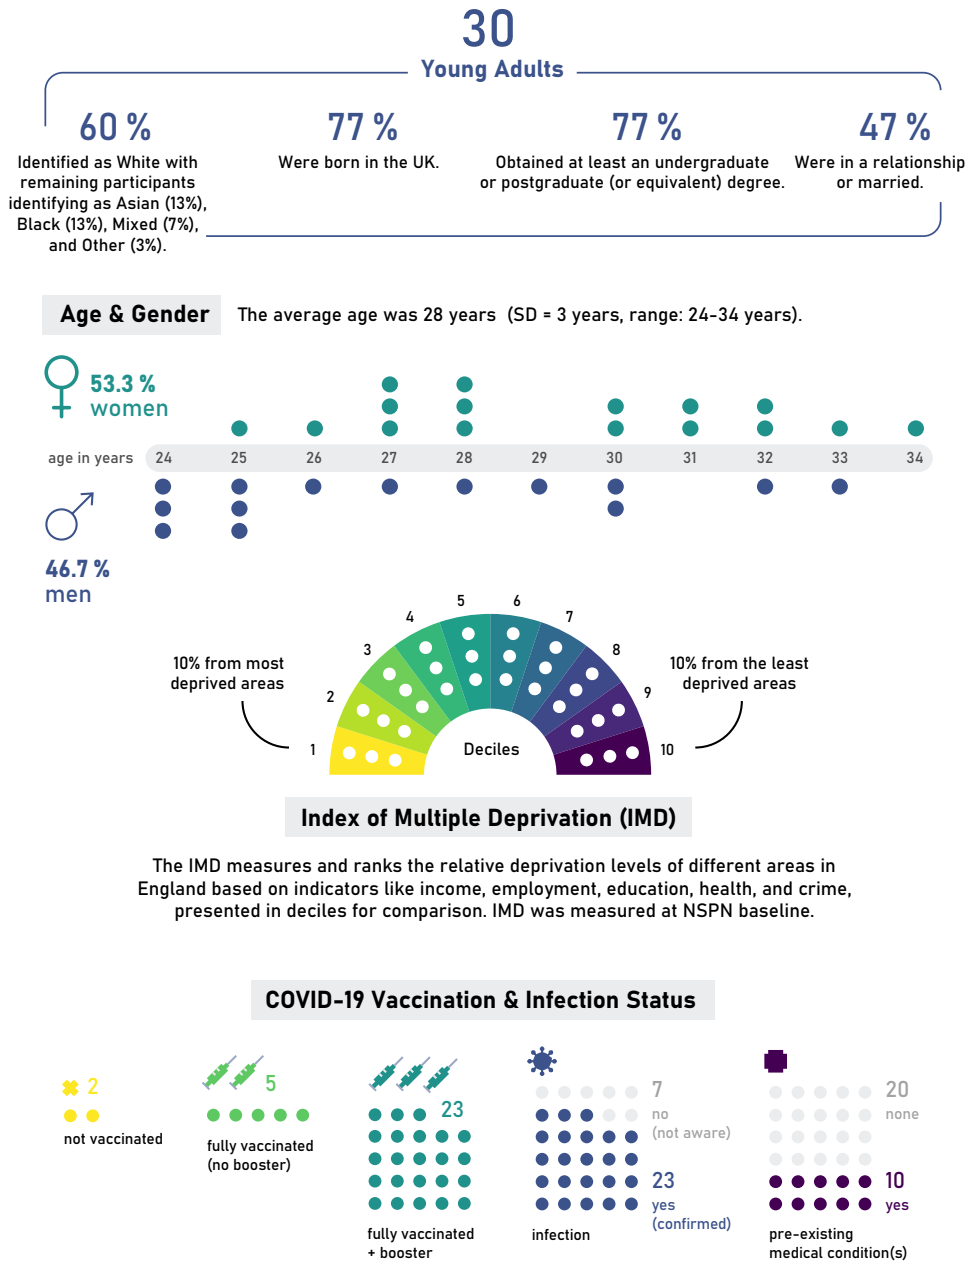 30
Young Adults
60 %
Identified as White with
remaining participants
identifying as Asian (13%),
Black (13%), Mixed (7%),
and Other (3%).
77 %
Were born in the UK.
77 %
Obtained at least an undergraduate
or postgraduate (or equivalent) degree.
47 %
Were in a relationship
or married.
Age & Gender
The average age was 28 years (SD = 3 years, range: 24-34 years).
53.3 %
women
age in years 24 25 26 27 28 29 30 31 32 33 34
46.7 %
men
10% from most
deprived areas
1
2
3
4
5
6
7
8
9
10
10% from the least
deprived areas
Deciles
Index of Multiple Deprivation (IMD)
The IMD measures and ranks the relative deprivation levels of different areas in
England based on indicators like income, employment, education, health, and crime,
presented in deciles for comparison. IMD was measured at NSPN baseline.
COVID-19 Vaccination & Infection Status
2
not vaccinated
5
fully vaccinated
(no booster)
23
fully vaccinated
+ booster
7
no
(not aware)
23
yes
(confirmed)
infection
20
none
10
yes
pre-existing
medical condition(s)